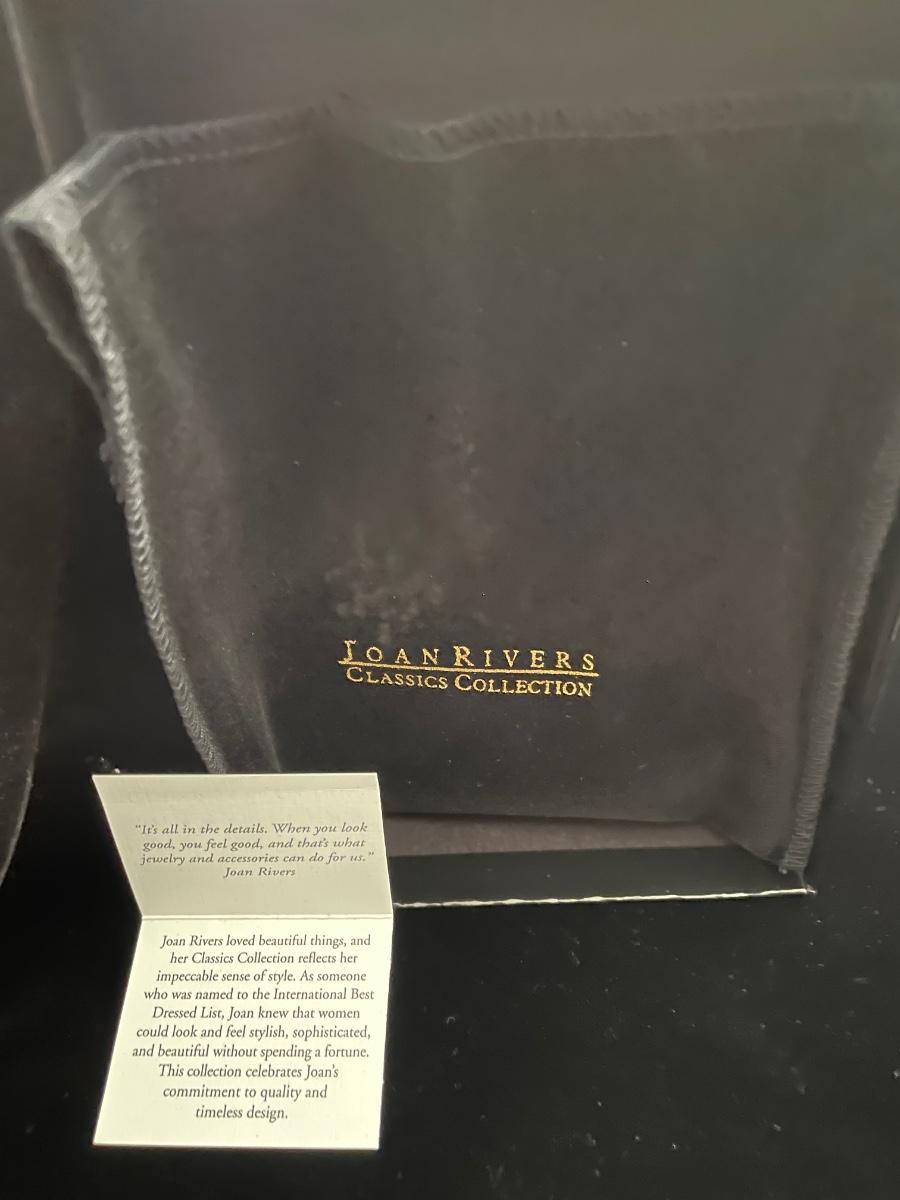 JOAN RIVERS
CLASSICS COLLECTION
"It's all in the details. When you look
good, you feel good, and that's what
jewelry and accessories can do for us."
Joan Rivers
Joan Rivers loved beautiful things, and
her Classics Collection reflects her
impeccable sense of style. As someone
who was named to the International Best
Dressed List, Joan knew that women
could look and feel stylish, sophisticated,
and beautiful without spending a fortune.
This collection celebrates Joan's
commitment to quality and
timeless design.